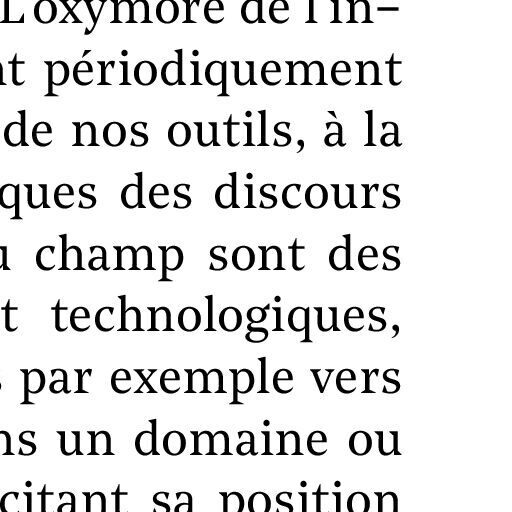 L'oxymore de l'in-
nt périodiquement
de nos outils, à la
ques des discours
u champ sont des
t technologiques,
s par exemple vers
ns un domaine ou
citant sa position